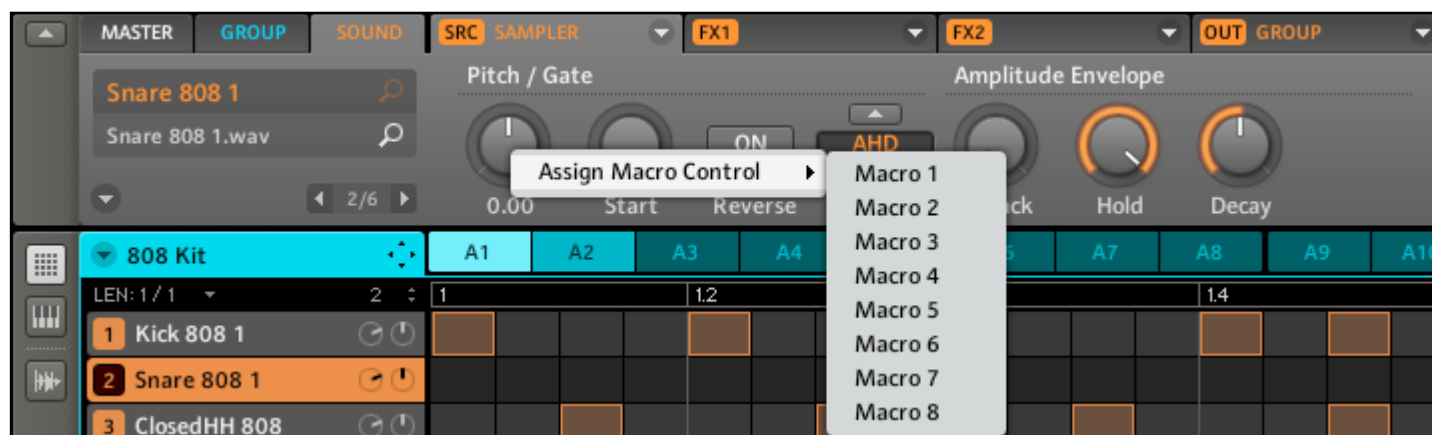 MASTER GROUP SOUND SRC SAMPLER FX1 FX2 OUT GROUP
Pitch / Gate Amplitude Envelope
Snare 808 1
Snare 808 1.wav
ON AHD
Assign Macro Control
2/6 0.00 Start Reverse Hold Decay
Macro 1
Macro 2
Macro 3
Macro 4
Macro 5
Macro 6
Macro 7
Macro 8
808 Kit A1 A2 A3 A4 A7 A8 A9
LEN: 1 / 1 2 1 1.2 1.4
1 Kick 808 1
2 Snare 808 1
3 ClosedHH 808